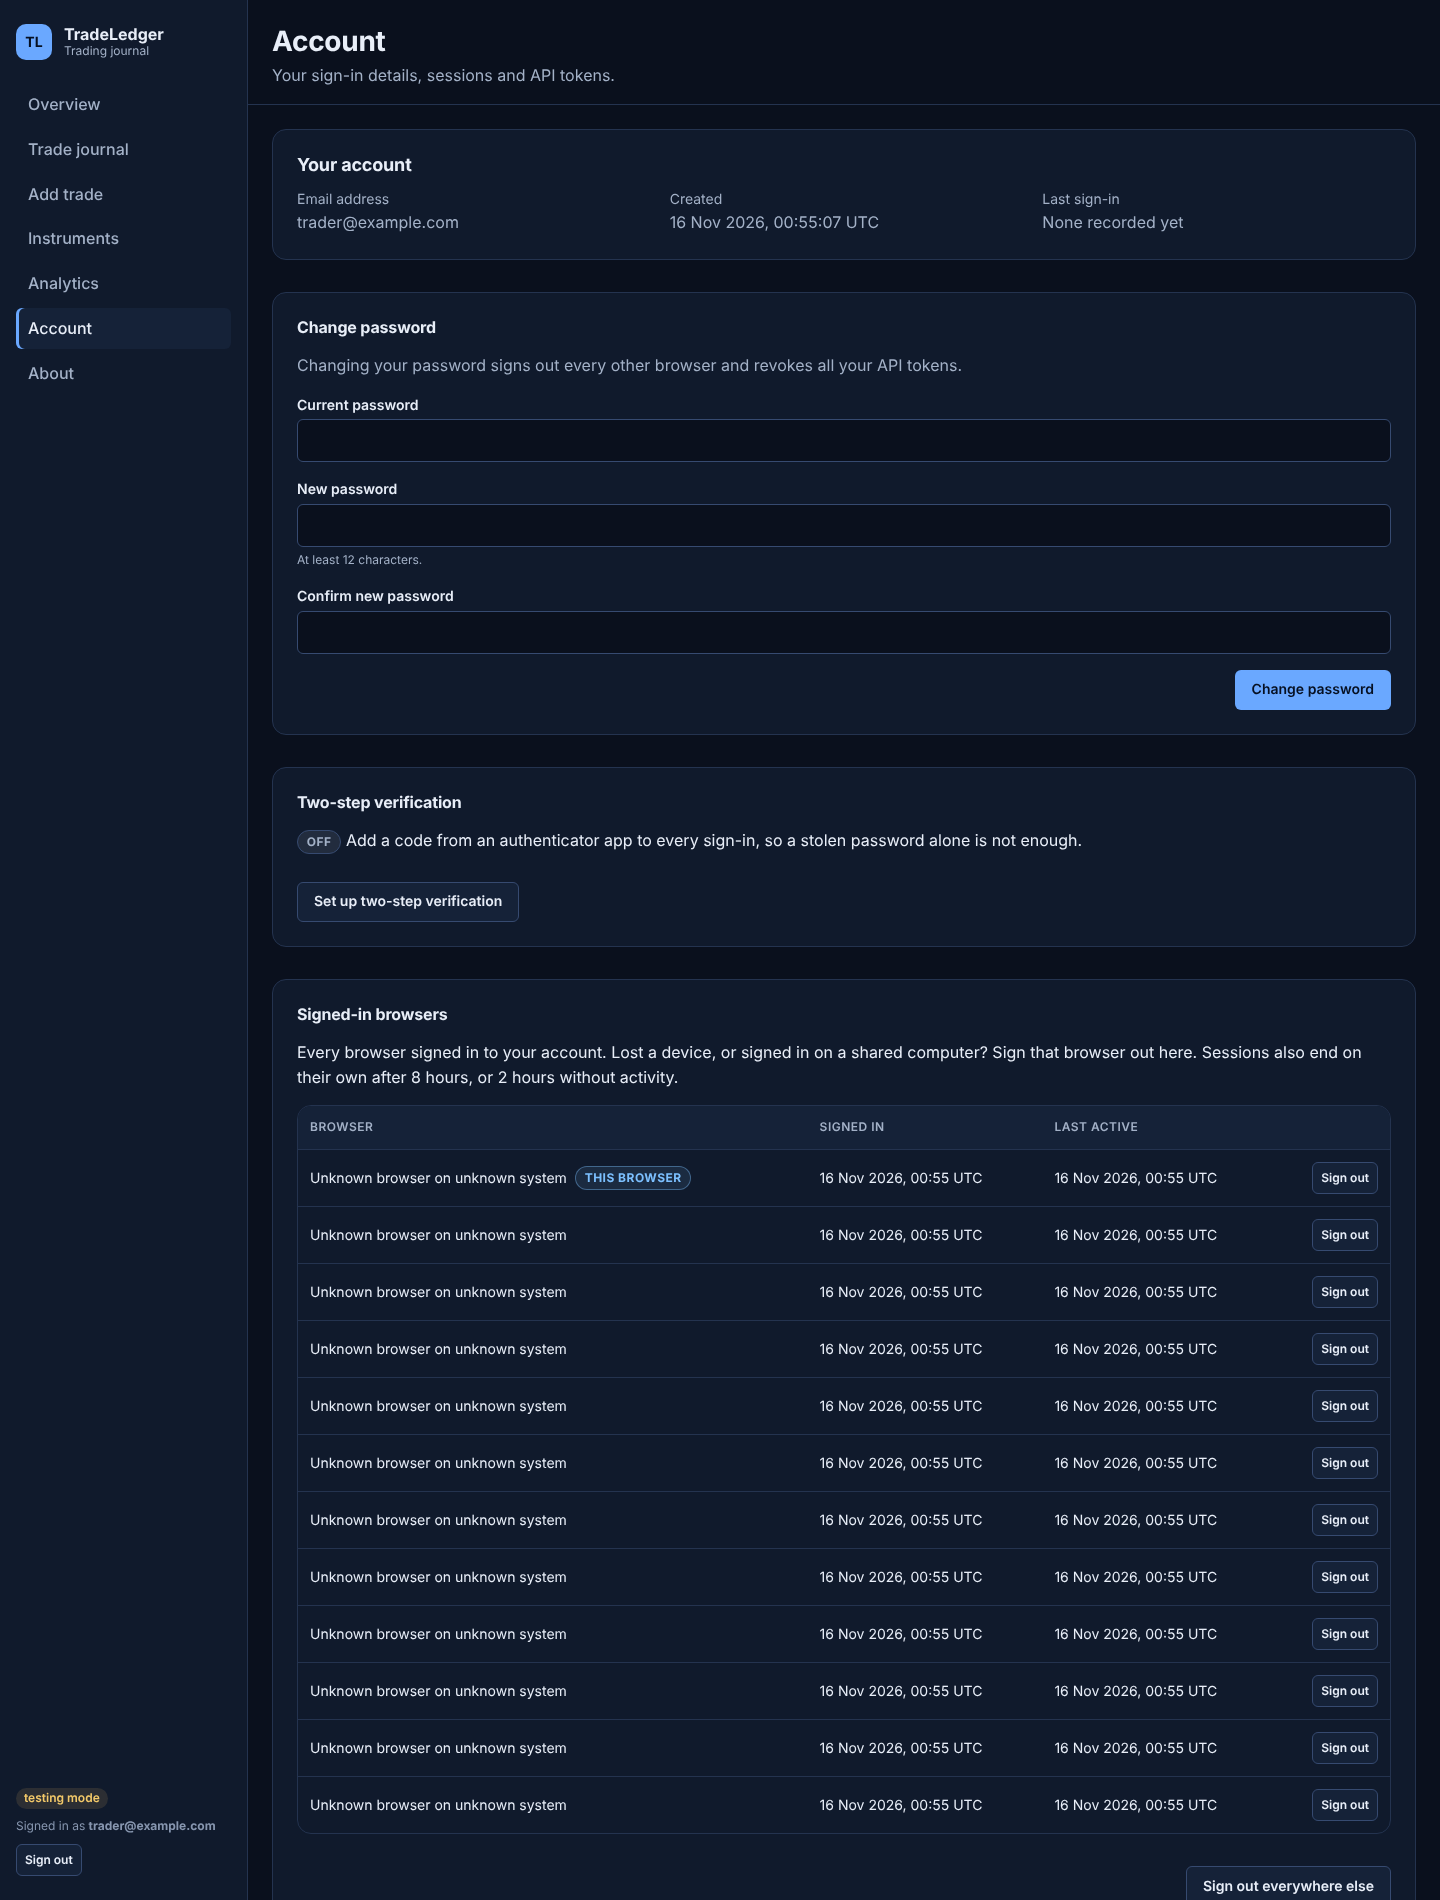 TL
TradeLedger
Trading journal
Overview
Trade journal
Add trade
Instruments
Analytics
Account
About
testing mode
Signed in as trader@example.com
Sign out
Account
Your sign-in details, sessions and API tokens.
Your account
Email address
trader@example.com
Created
16 Nov 2026, 00:55:07 UTC
Last sign-in
None recorded yet
Change password
Changing your password signs out every other browser and revokes all your API tokens.
Current password
New password
At least 12 characters.
Confirm new password
Change password
Two-step verification
OFF Add a code from an authenticator app to every sign-in, so a stolen password alone is not enough.
Set up two-step verification
Signed-in browsers
Every browser signed in to your account. Lost a device, or signed in on a shared computer? Sign that browser out here. Sessions also end on
their own after 8 hours, or 2 hours without activity.
BROWSER SIGNED IN LAST ACTIVE
Unknown browser on unknown system THIS BROWSER 16 Nov 2026, 00:55 UTC 16 Nov 2026, 00:55 UTC Sign out
Unknown browser on unknown system 16 Nov 2026, 00:55 UTC 16 Nov 2026, 00:55 UTC Sign out
Unknown browser on unknown system 16 Nov 2026, 00:55 UTC 16 Nov 2026, 00:55 UTC Sign out
Unknown browser on unknown system 16 Nov 2026, 00:55 UTC 16 Nov 2026, 00:55 UTC Sign out
Unknown browser on unknown system 16 Nov 2026, 00:55 UTC 16 Nov 2026, 00:55 UTC Sign out
Unknown browser on unknown system 16 Nov 2026, 00:55 UTC 16 Nov 2026, 00:55 UTC Sign out
Unknown browser on unknown system 16 Nov 2026, 00:55 UTC 16 Nov 2026, 00:55 UTC Sign out
Unknown browser on unknown system 16 Nov 2026, 00:55 UTC 16 Nov 2026, 00:55 UTC Sign out
Unknown browser on unknown system 16 Nov 2026, 00:55 UTC 16 Nov 2026, 00:55 UTC Sign out
Unknown browser on unknown system 16 Nov 2026, 00:55 UTC 16 Nov 2026, 00:55 UTC Sign out
Unknown browser on unknown system 16 Nov 2026, 00:55 UTC 16 Nov 2026, 00:55 UTC Sign out
Unknown browser on unknown system 16 Nov 2026, 00:55 UTC 16 Nov 2026, 00:55 UTC Sign out
Sign out everywhere else